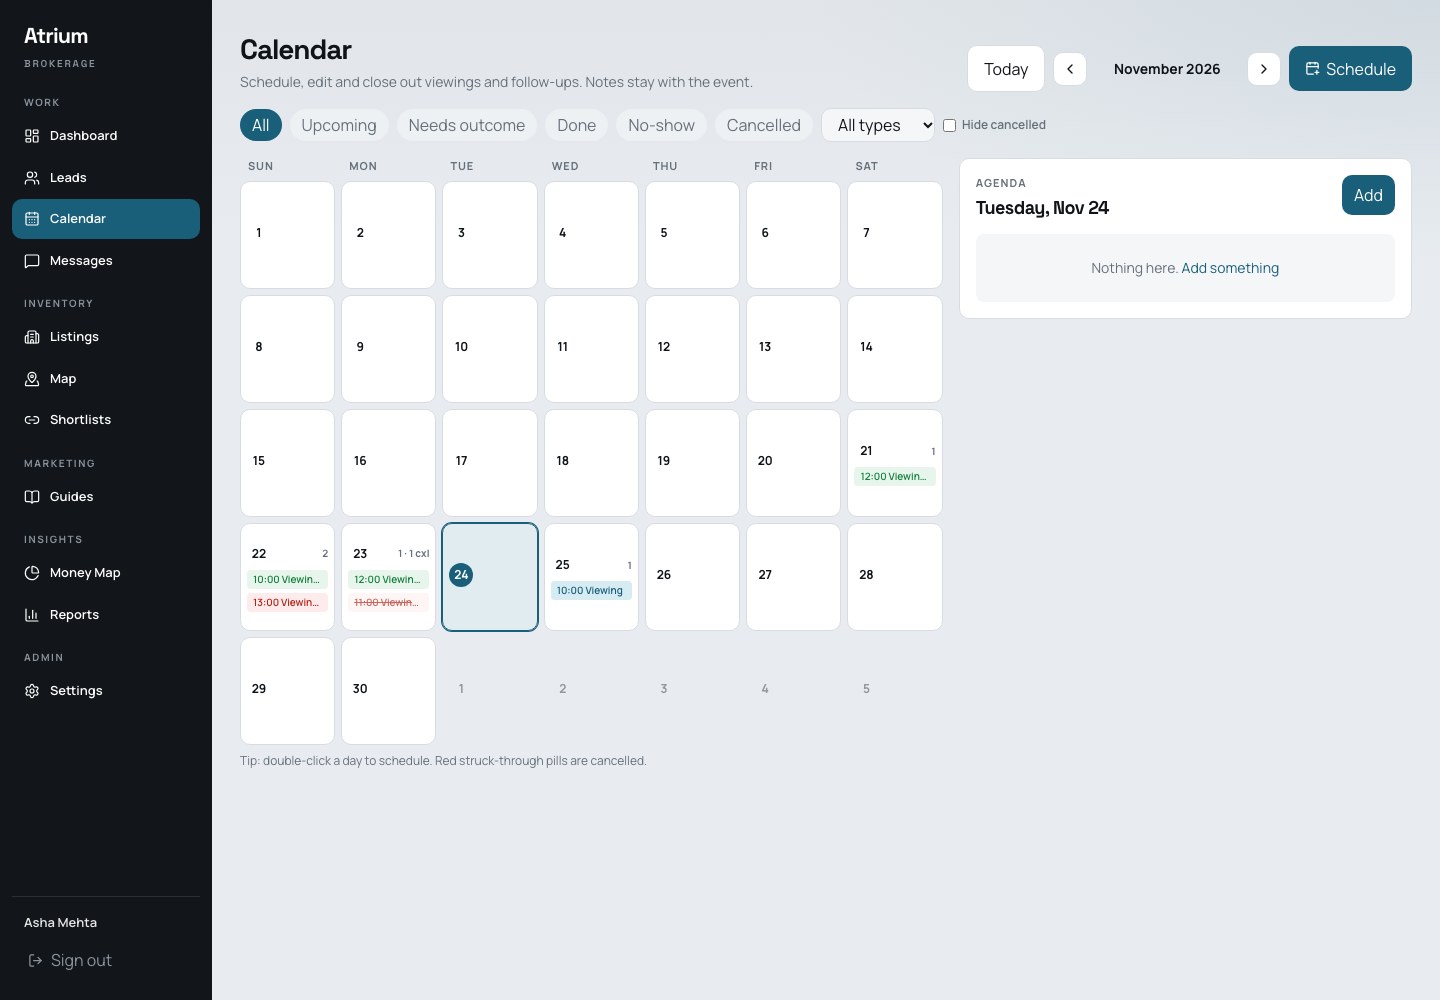 Atrium
BROKERAGE
WORK
Dashboard
Leads
Calendar
Messages
INVENTORY
Listings
Map
Shortlists
MARKETING
Guides
INSIGHTS
Money Map
Reports
ADMIN
Settings
Asha Mehta
Sign out
Calendar
Schedule, edit and close out viewings and follow-ups. Notes stay with the event.
Today
November 2026
Schedule
All Upcoming Needs outcome Done No-show Cancelled All types Hide cancelled
SUN MON TUE WED THU FRI SAT
1 2 3 4 5 6 7
8 9 10 11 12 13 14
15 16 17 18 19 20 21 1
12:00 Viewin...
22 2 23 1 · 1 cxl 24 25 1 26 27 28
10:00 Viewin... 12:00 Viewin... 10:00 Viewing
13:00 Viewin... 11:00 Viewin...
29 30 1 2 3 4 5
Tip: double-click a day to schedule. Red struck-through pills are cancelled.
AGENDA
Tuesday, Nov 24
Add
Nothing here. Add something